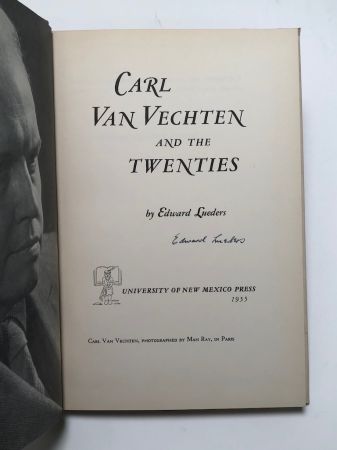 CARL
VAN VECHTEN
AND THE
TWENTIES
by Edward Lueders
Edward Lueders
UNIVERSITY OF NEW MEXICO PRESS
1955
CARL VAN VECHTEN, PHOTOGRAPHED BY MAN RAY, IN PARIS